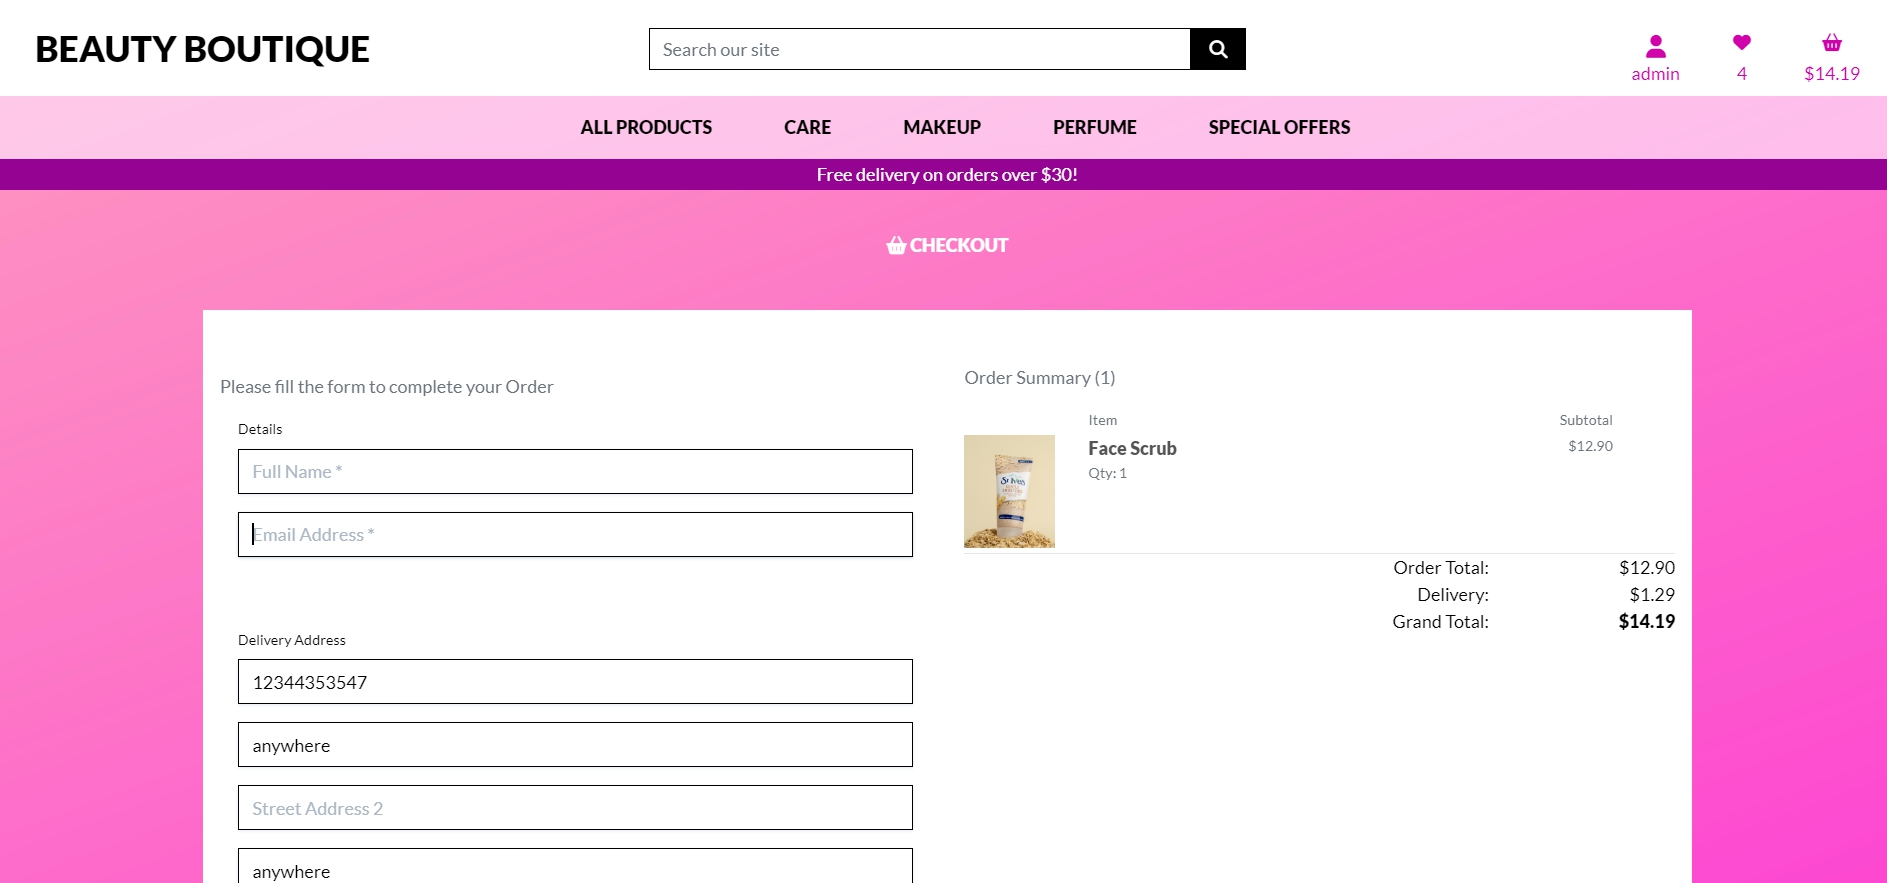 BEAUTY BOUTIQUE
Search our site
admin
4
$14.19
ALL PRODUCTS CARE MAKEUP PERFUME SPECIAL OFFERS
Free delivery on orders over $30!
CHECKOUT
Please fill the form to complete your Order
Details
Full Name *
Email Address *
Delivery Address
12344353547
anywhere
Street Address 2
anywhere
Order Summary (1)
Item Subtotal
Face Scrub $12.90
Qty: 1
St Ives
Order Total: $12.90
Delivery: $1.29
Grand Total: $14.19